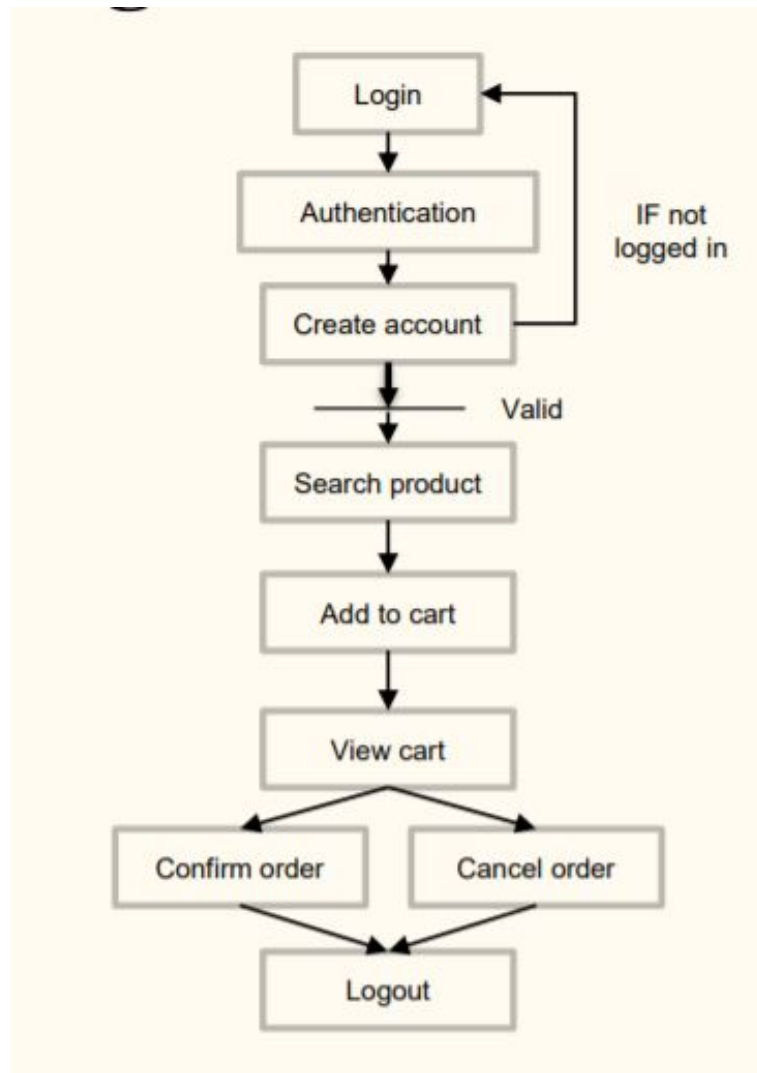 Login
Authentication
IF not
logged in
Create account
Valid
Search product
Add to cart
View cart
Confirm order
Cancel order
Logout